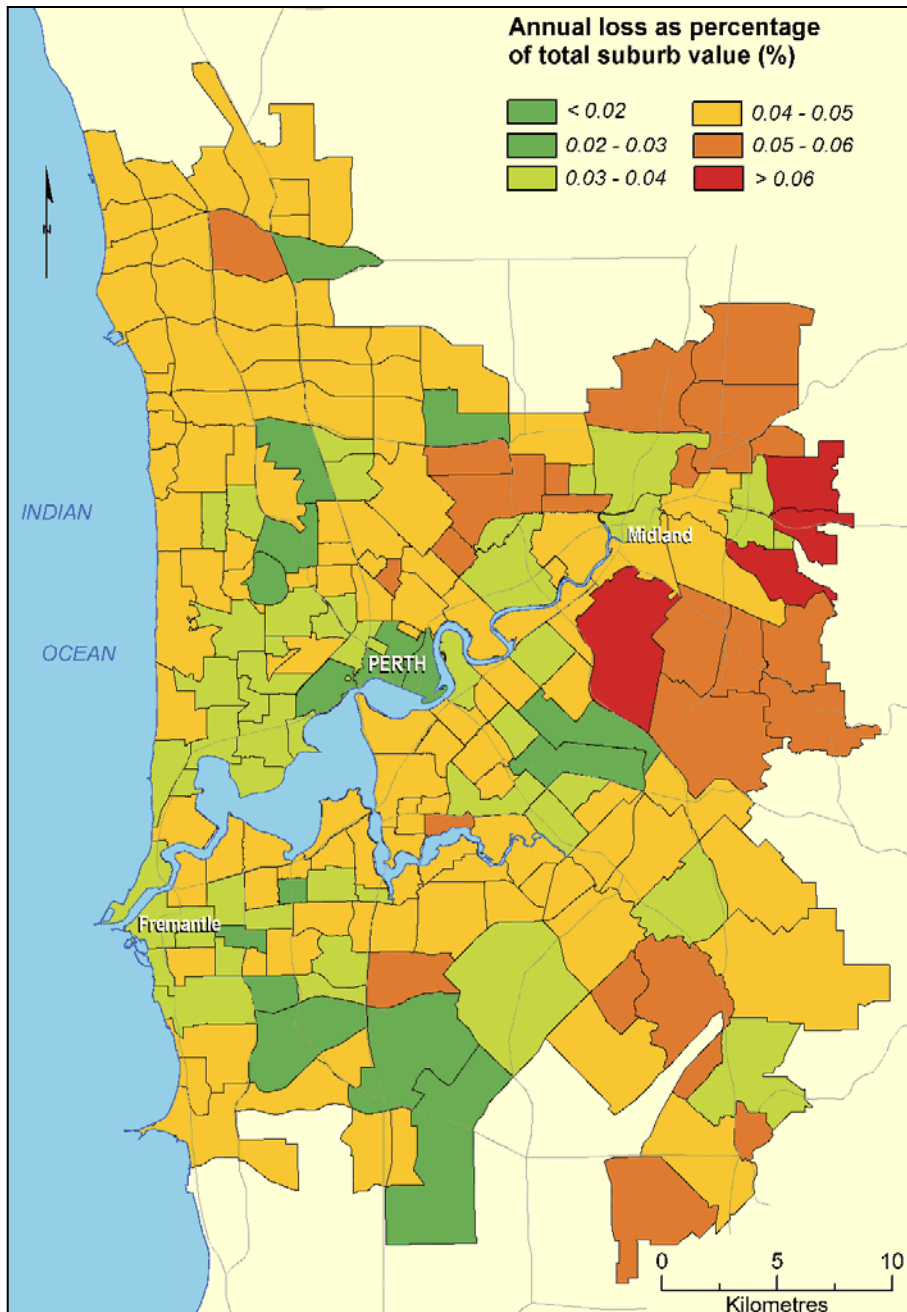 Annual loss as percentage
of total suburb value (%)
< 0.02
0.04 - 0.05
0.02 - 0.03
0.05 - 0.06
0.03 - 0.04
> 0.06
N
INDIAN
Midland
OCEAN
PERTH
Fremantle
0 5 10
Kilometres